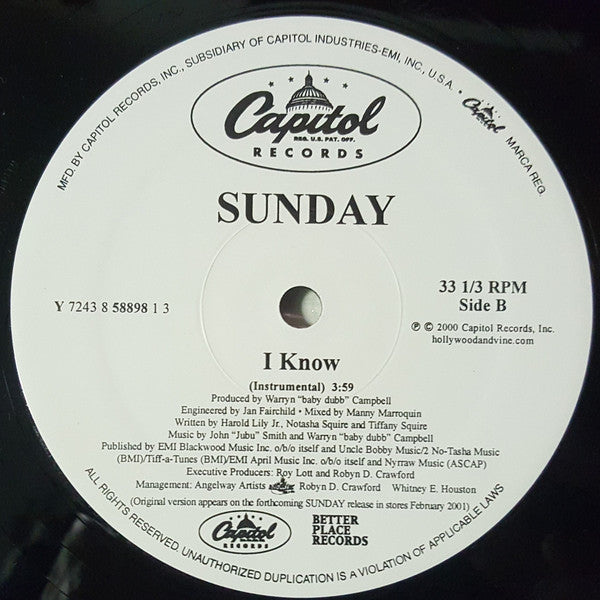 MFD. BY CAPITOL RECORDS, INC., SUBSIDIARY OF CAPITOL INDUSTRIES-EMI, INC., U.S.A. • Capitol MARCA REG.
Capitol
REG. U.S. PAT. OFF.
RECORDS
SUNDAY
Y 7243 8 58898 1 3
33 1/3 RPM
Side B
℗ © 2000 Capitol Records, Inc.
hollywoodandvine.com
I Know
(Instrumental) 3:59
Produced by Warryn "baby dubb" Campbell
Engineered by Jan Fairchild • Mixed by Manny Marroquin
Written by Harold Lily Jr., Notasha Squire and Tiffany Squire
Music by John "Jubu" Smith and Warryn "baby dubb" Campbell
Published by EMI Blackwood Music Inc. o/b/o itself and Uncle Bobby Music/2 No-Tasha Music
(BMI)/Tiff-a-Tunes (BMI)/EMI April Music Inc. o/b/o itself and Nyrraw Music (ASCAP)
Executive Producers: Roy Lott and Robyn D. Crawford
Management: Angelway Artists Robyn D. Crawford Whitney E. Houston
(Original version appears on the forthcoming SUNDAY release in stores February 2001)
Capitol
RECORDS
BETTER
PLACE
RECORDS
ALL RIGHTS RESERVED. UNAUTHORIZED DUPLICATION IS A VIOLATION OF APPLICABLE LAWS